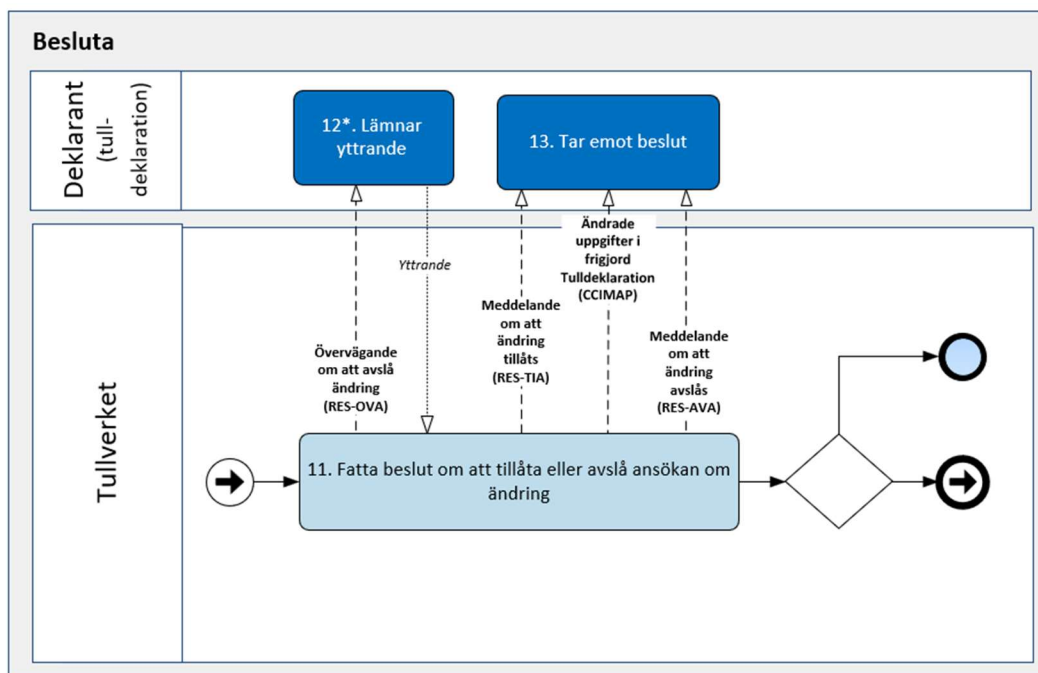 Besluta
Deklarant
(tull-
deklaration)
12*. Lämnar
yttrande
13. Tar emot beslut
Tullverket
Övervägande
om att avslå
ändring
(RES-OVA)
Yttrande
Meddelande
om att
ändring
tillåts
(RES-TIA)
Ändrade
uppgifter i
frigjord
Tulldeklaration
(CCIMAP)
Meddelande
om att
ändring
avslås
(RES-AVA)
11. Fatta beslut om att tillåta eller avslå ansökan om
ändring